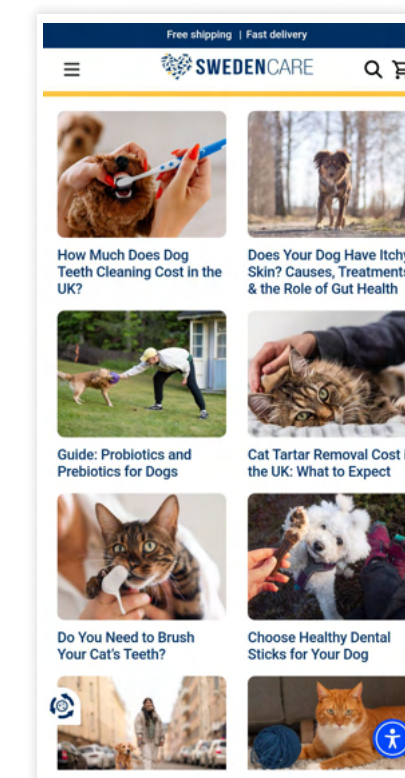 Free shipping | Fast delivery
SWEDENCARE
How Much Does Dog
Teeth Cleaning Cost in the
UK?
Does Your Dog Have Itchy
Skin? Causes, Treatments
& the Role of Gut Health
Guide: Probiotics and
Prebiotics for Dogs
Cat Tartar Removal Cost
the UK: What to Expect
Do You Need to Brush
Your Cat's Teeth?
Choose Healthy Dental
Sticks for Your Dog